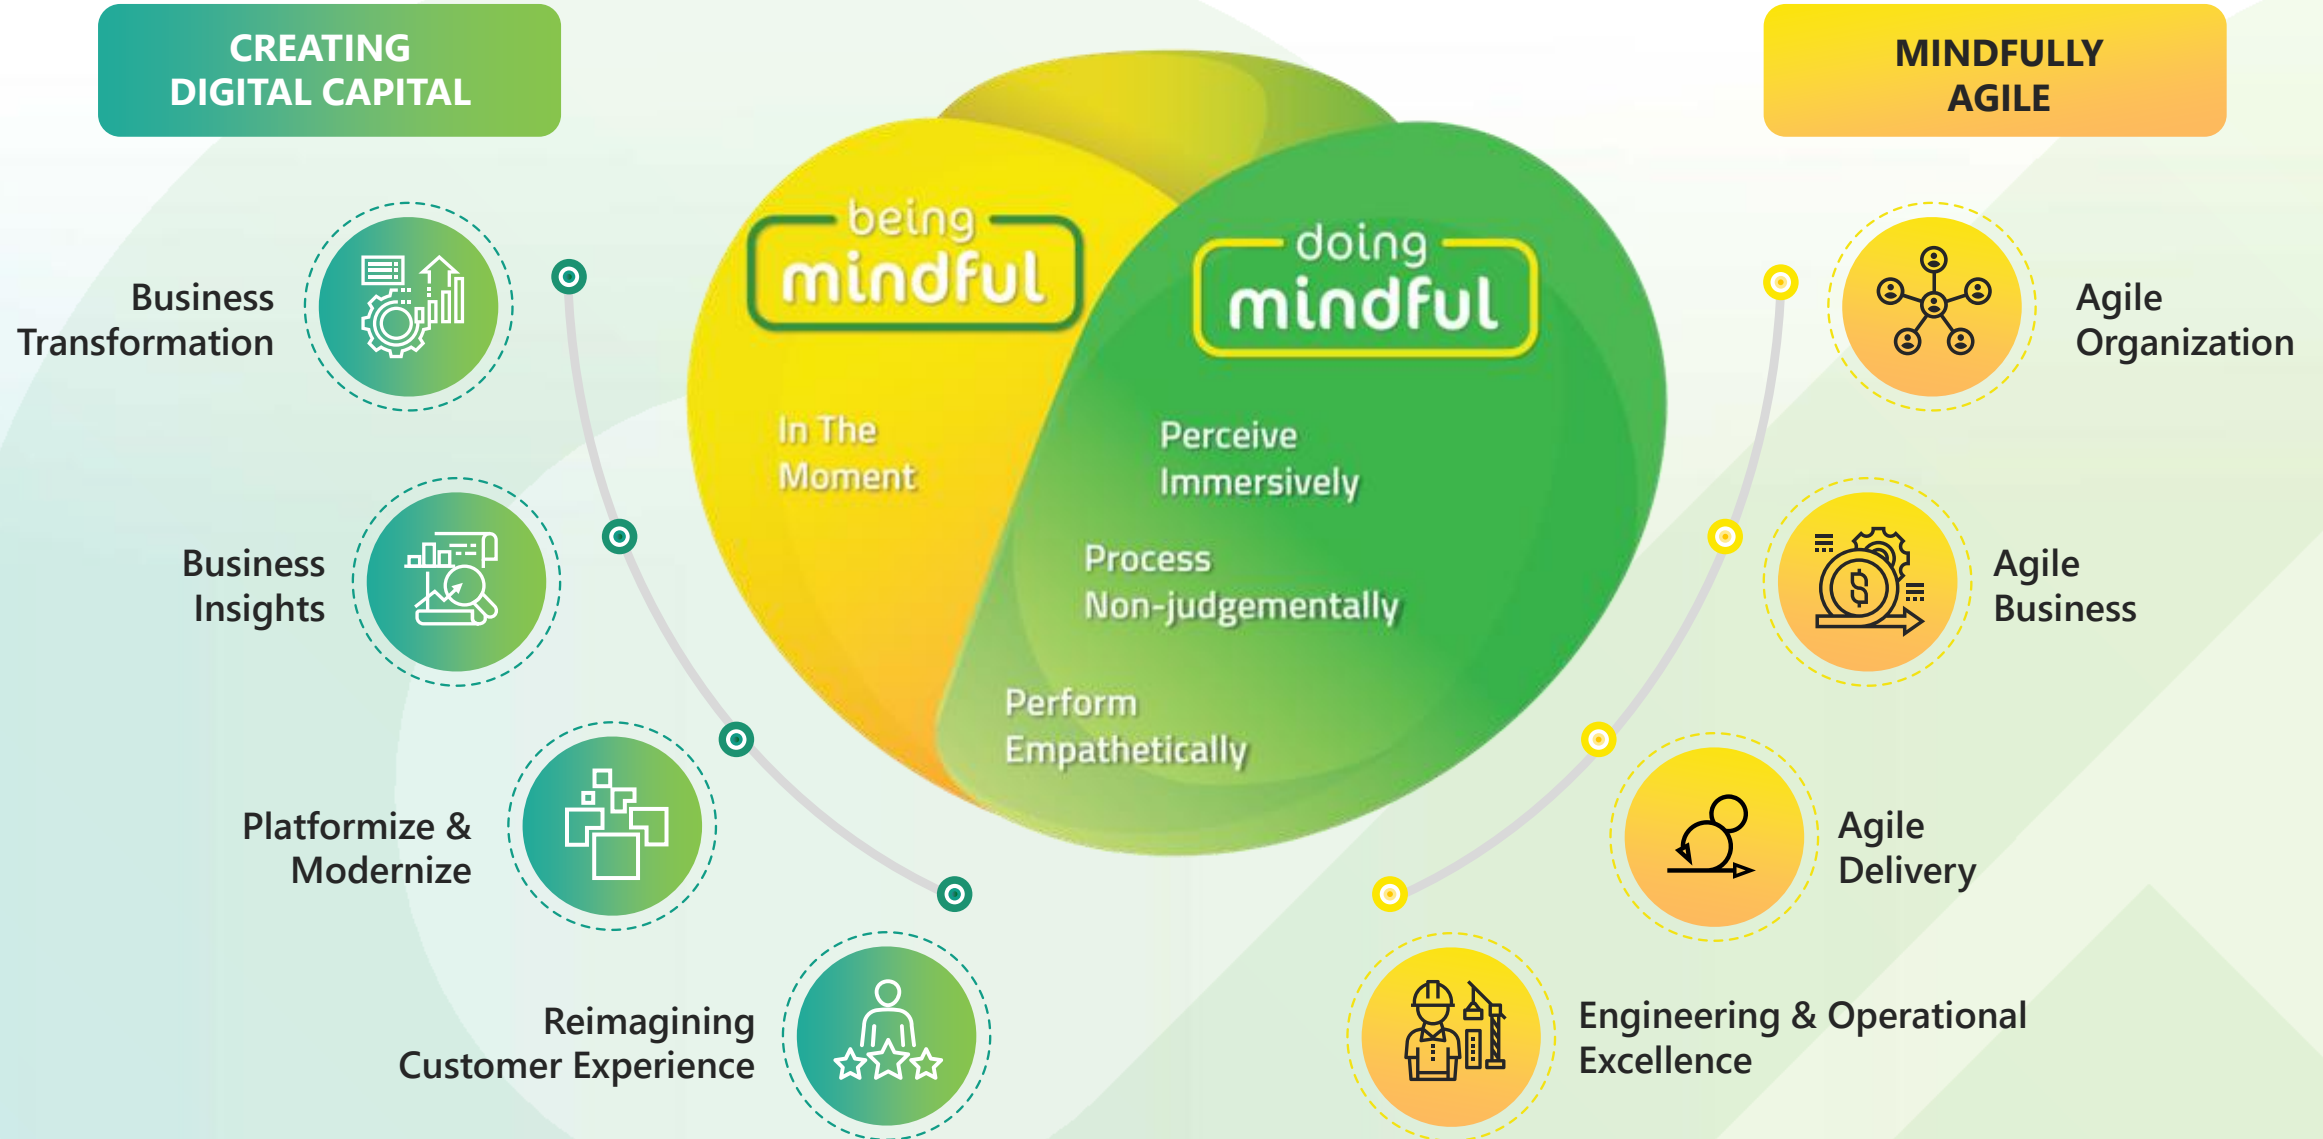 CREATING
DIGITAL CAPITAL
Business
Transformation
Business
Insights
Platformize &
Modernize
Reimagining
Customer Experience
being
mindful
In The
Moment
doing
mindful
Perceive
Immersively
Process
Non-judgementally
Perform
Empathetically
MINDFULLY
AGILE
Agile
Organization
$
Agile
Business
Agile
Delivery
Engineering & Operational
Excellence